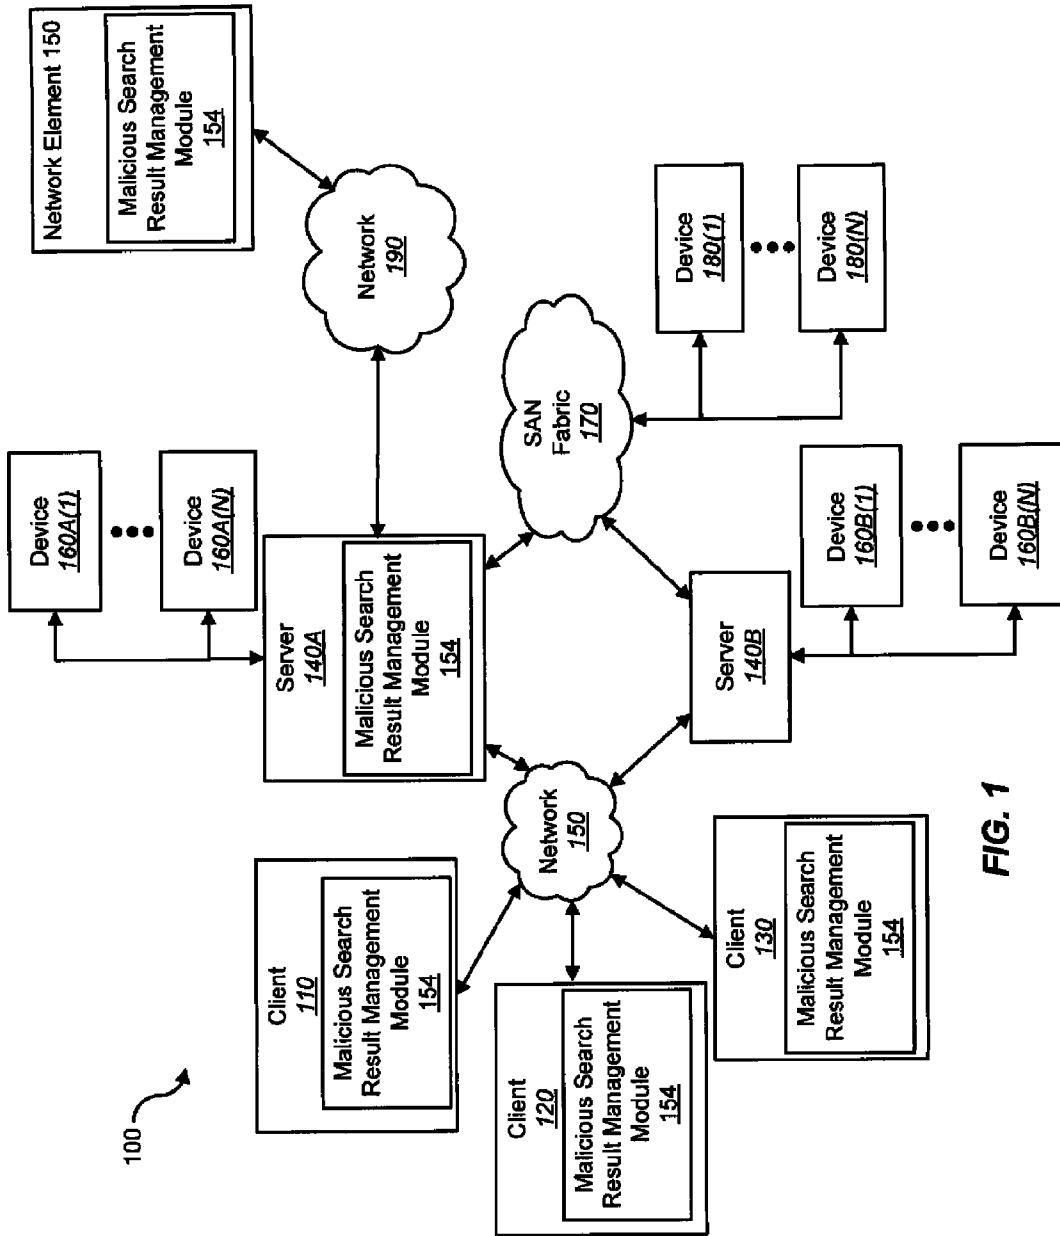 100
Client
110
Malicious Search
Result Management
Module
154
Client
120
Malicious Search
Result Management
Module
154
Client
130
Malicious Search
Result Management
Module
154
Network
150
Server
140A
Malicious Search
Result Management
Module
154
Server
140B
Device
160A(1)
Device
160A(N)
Device
160B(1)
Device
160B(N)
SAN
Fabric
170
Device
180(1)
Device
180(N)
Network
190
Network Element 150
Malicious Search
Result Management
Module
154
FIG. 1